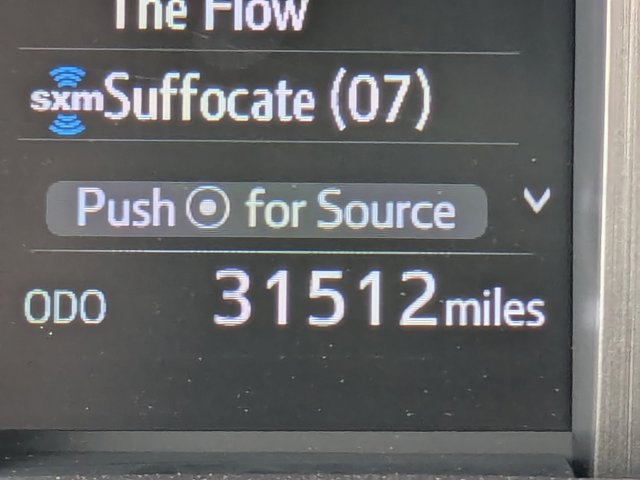 The Flow
sxm Suffocate (07)
Push for Source
ODO 31512 miles